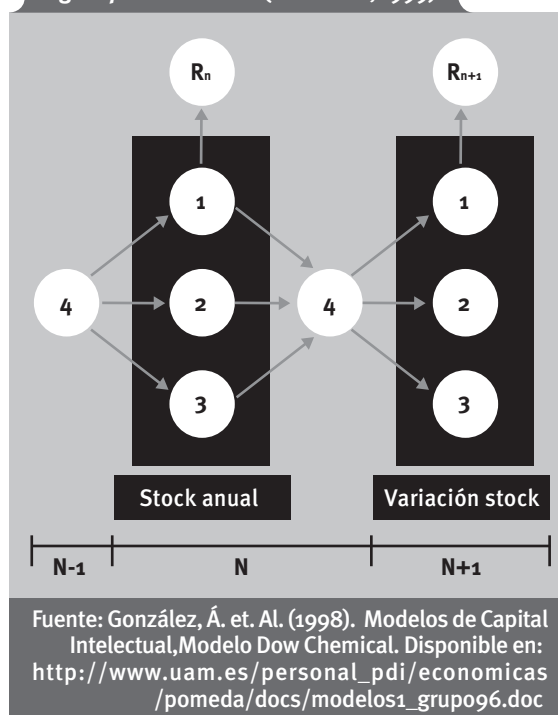 Rn
Rn+1
1
1
4
2
4
2
3
3
Stock anual
Variación stock
N-1
N
N+1
Fuente: González, Á. et. Al. (1998). Modelos de Capital
Intelectual,Modelo Dow Chemical. Disponible en:
http://www.uam.es/personal_pdi/economicas
/pomeda/docs/modelos1_grupo96.doc